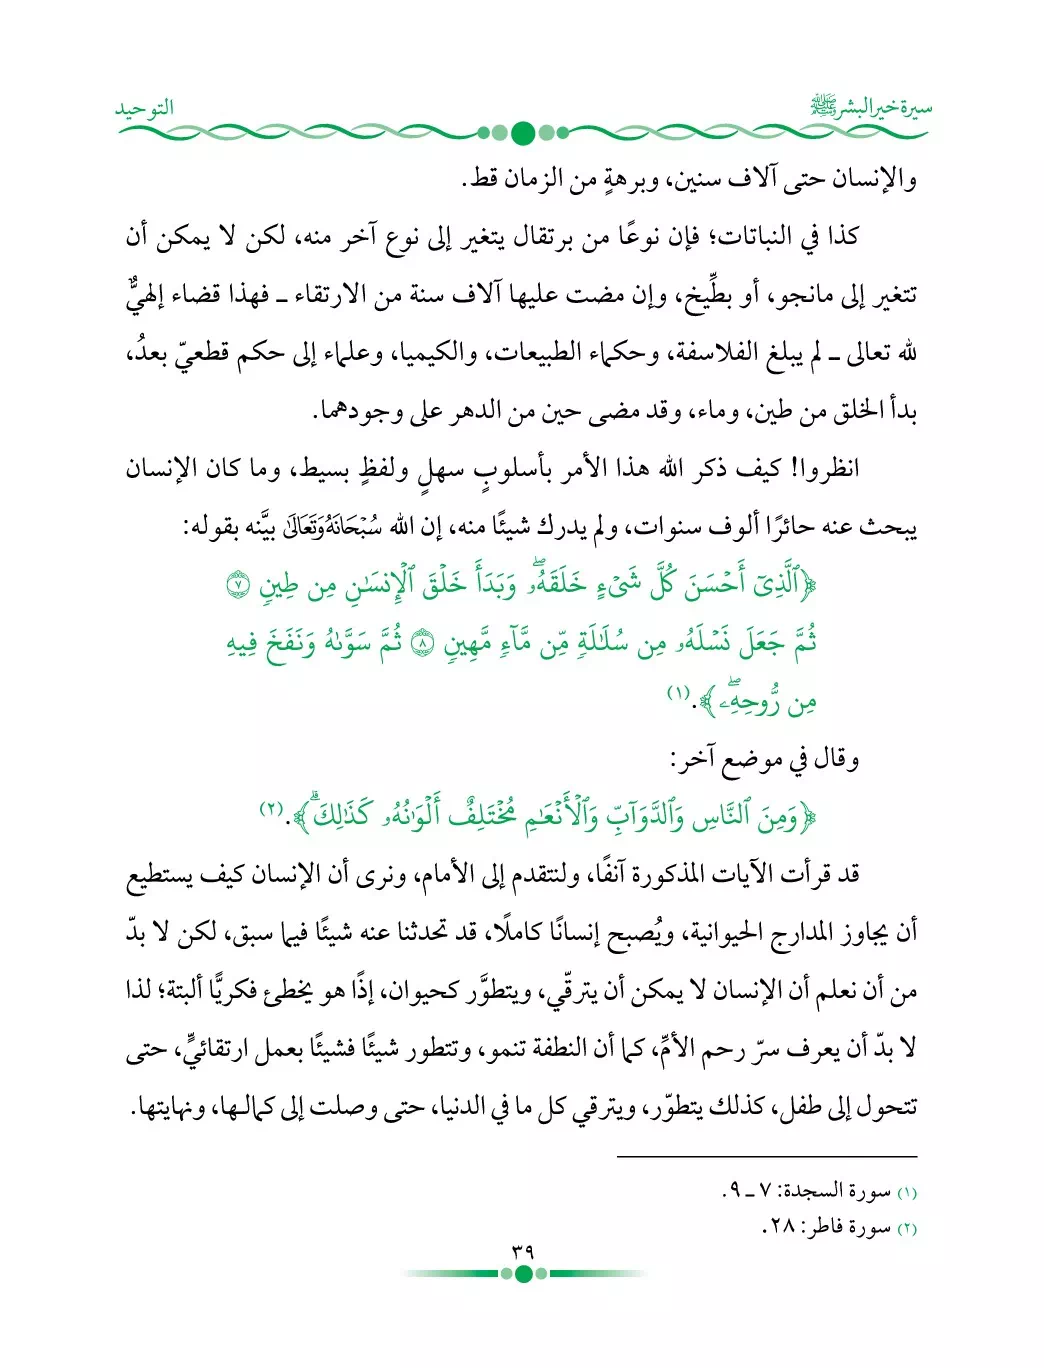 سيرة خير البشر ﷺ
التوحيد
والإنسان حتى آلاف سنين، وبرهةٍ من الزمان قط.
كذا في النباتات؛ فإن نوعًا من برتقال يتغير إلى نوع آخر منه، لكن لا يمكن أن
تتغير إلى مانجو، أو بطِّيخ، وإن مضت عليها آلاف سنة من الارتقاء ـ فهذا قضاء إلهيٌّ
لله تعالى ـ لم يبلغ الفلاسفة، وحكماء الطبيعات، والكيميا، وعلماء إلى حكم قطعيّ بعدُ،
بدأ الخلق من طين، وماء، وقد مضى حين من الدهر على وجودهما.
انظروا! كيف ذكر الله هذا الأمر بأسلوبٍ سهلٍ ولفظٍ بسيط، وما كان الإنسان
يبحث عنه حائرًا ألوف سنوات، ولم يدرك شيئًا منه، إن الله سُبْحَانَهُ وَتَعَالَىٰ بيَّنه بقوله:
﴿ٱلَّذِىٓ أَحْسَنَ كُلَّ شَىْءٍ خَلَقَهُۥۖ وَبَدَأَ خَلْقَ ٱلْإِنسَـٰنِ مِن طِينٍ ٧
ثُمَّ جَعَلَ نَسْلَهُۥ مِن سُلَـٰلَةٍ مِّن مَّآءٍ مَّهِينٍ ٨ ثُمَّ سَوَّىٰهُ وَنَفَخَ فِيهِ
مِن رُّوحِهِۦۖ﴾.(١)
وقال في موضع آخر:
﴿وَمِنَ ٱلنَّاسِ وَٱلدَّوَآبِّ وَٱلْأَنْعَـٰمِ مُخْتَلِفٌ أَلْوَٰنُهُۥ كَذَٰلِكَۗ﴾.(٢)
قد قرأت الآيات المذكورة آنفًا، ولنتقدم إلى الأمام، ونرى أن الإنسان كيف يستطيع
أن يجاوز المدارج الحيوانية، ويُصبح إنسانًا كاملًا، قد تحدثنا عنه شيئًا فيما سبق، لكن لا بدّ
من أن نعلم أن الإنسان لا يمكن أن يترقّي، ويتطوَّر كحيوان، إذًا هو يخطئ فكريًّا ألبتة؛ لذا
لا بدّ أن يعرف سرّ رحم الأمِّ، كما أن النطفة تنمو، وتتطور شيئًا فشيئًا بعمل ارتقائيٍّ، حتى
تتحول إلى طفل، كذلك يتطوّر، ويترقي كل ما في الدنيا، حتى وصلت إلى كمالـها، ونهايتها.
(١) سورة السجدة: ٧ ـ ٩.
(٢) سورة فاطر: ٢٨.
٣٩